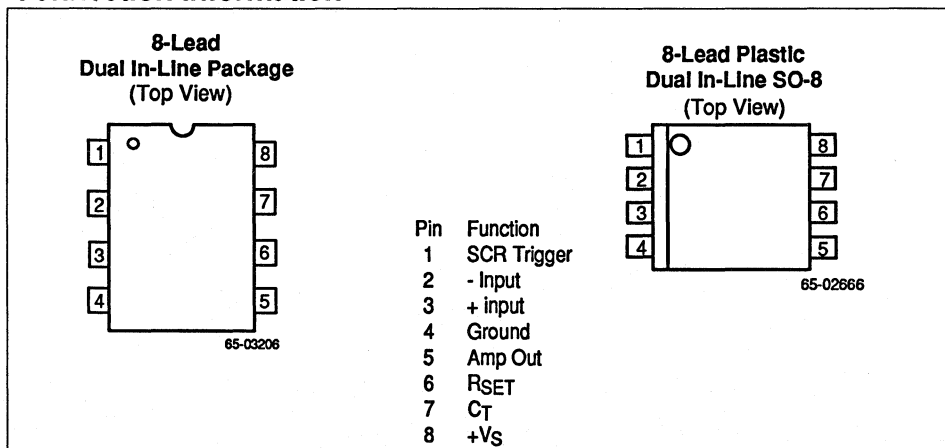 8-Lead
Dual In-Line Package
(Top View)
1
2
3
4
8
7
6
5
65-03206
8-Lead Plastic
Dual In-Line SO-8
(Top View)
1
2
3
4
8
7
6
5
65-02666
Pin Function
1 SCR Trigger
2 - Input
3 + input
4 Ground
5 Amp Out
6 RSET
7 CT
8 +VS